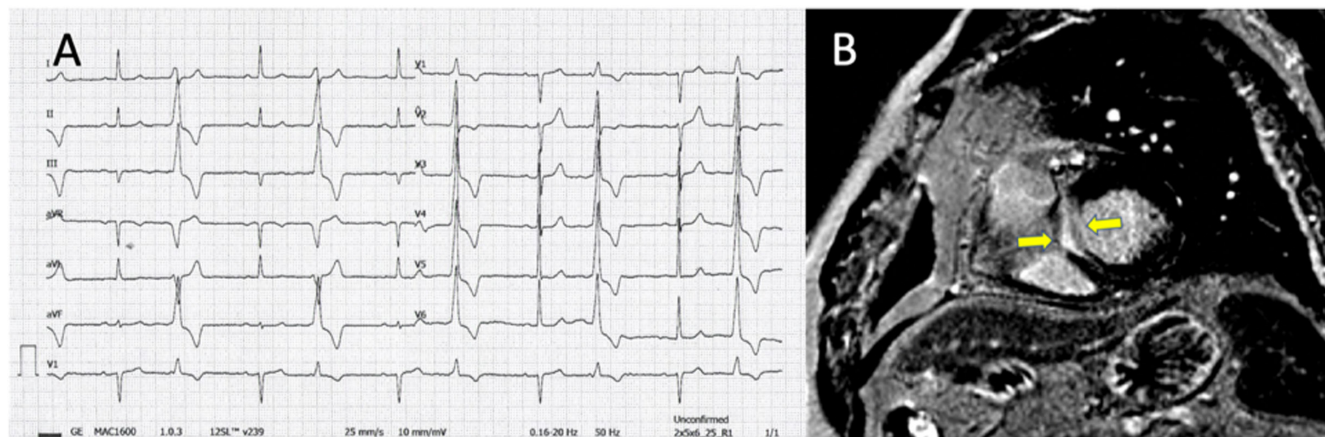 A
B
I
II
III
aVR
aVL
aVF
V1
V1
V2
V3
V4
V5
V6
GE MAC1600 1.0.3 12SL™ v239 25 mm/s 10 mm/mV 0.16-20 Hz 50 Hz
Unconfirmed
2x5x6_25_R1 1/1